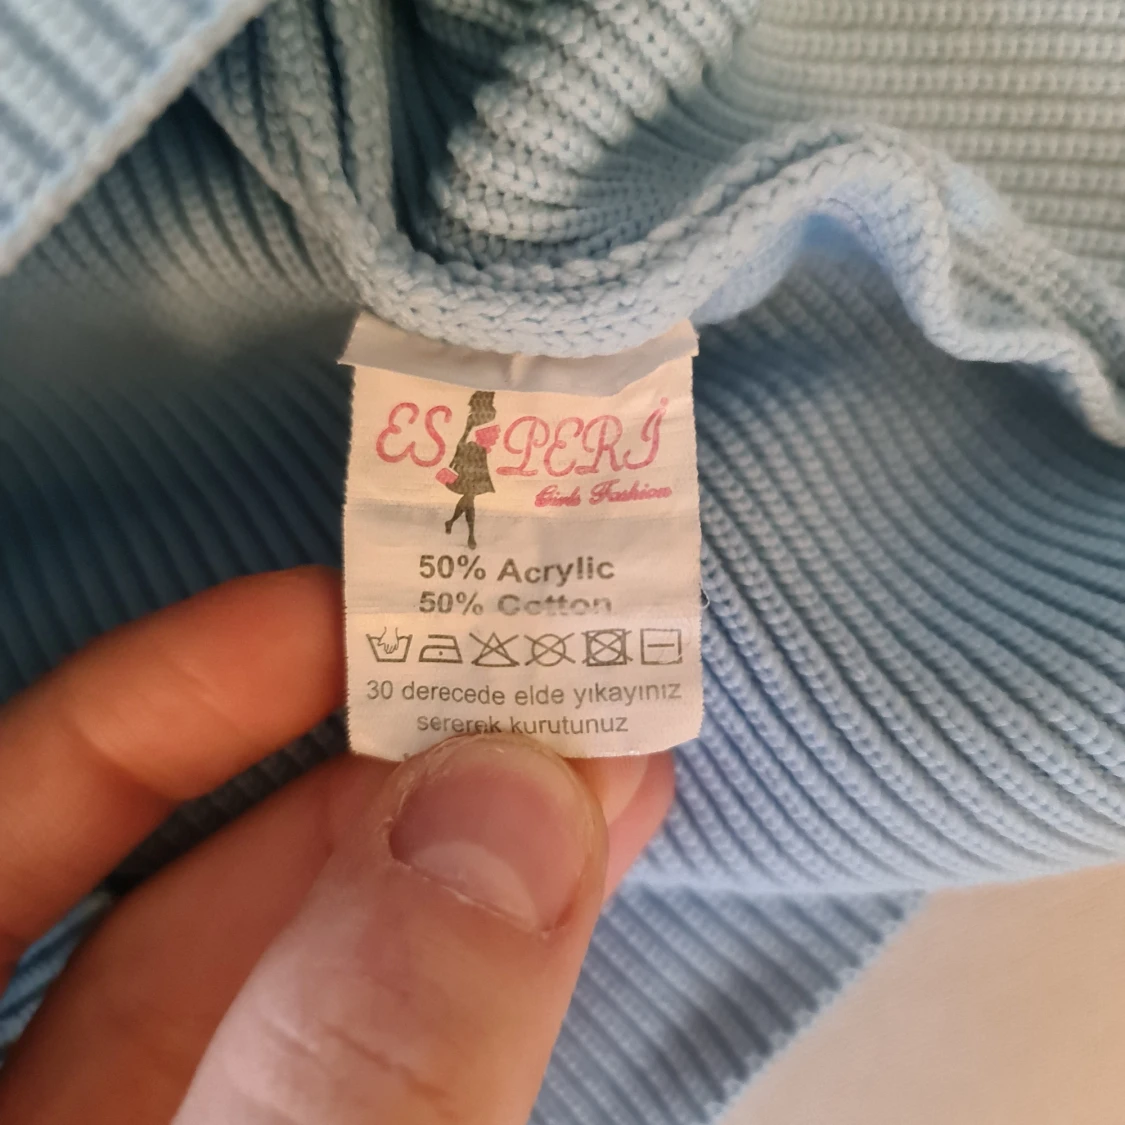 ES PERİ
Girls Fashion
50% Acrylic
50% Cotton
30 derecede elde yıkayınız
sererek kurutunuz